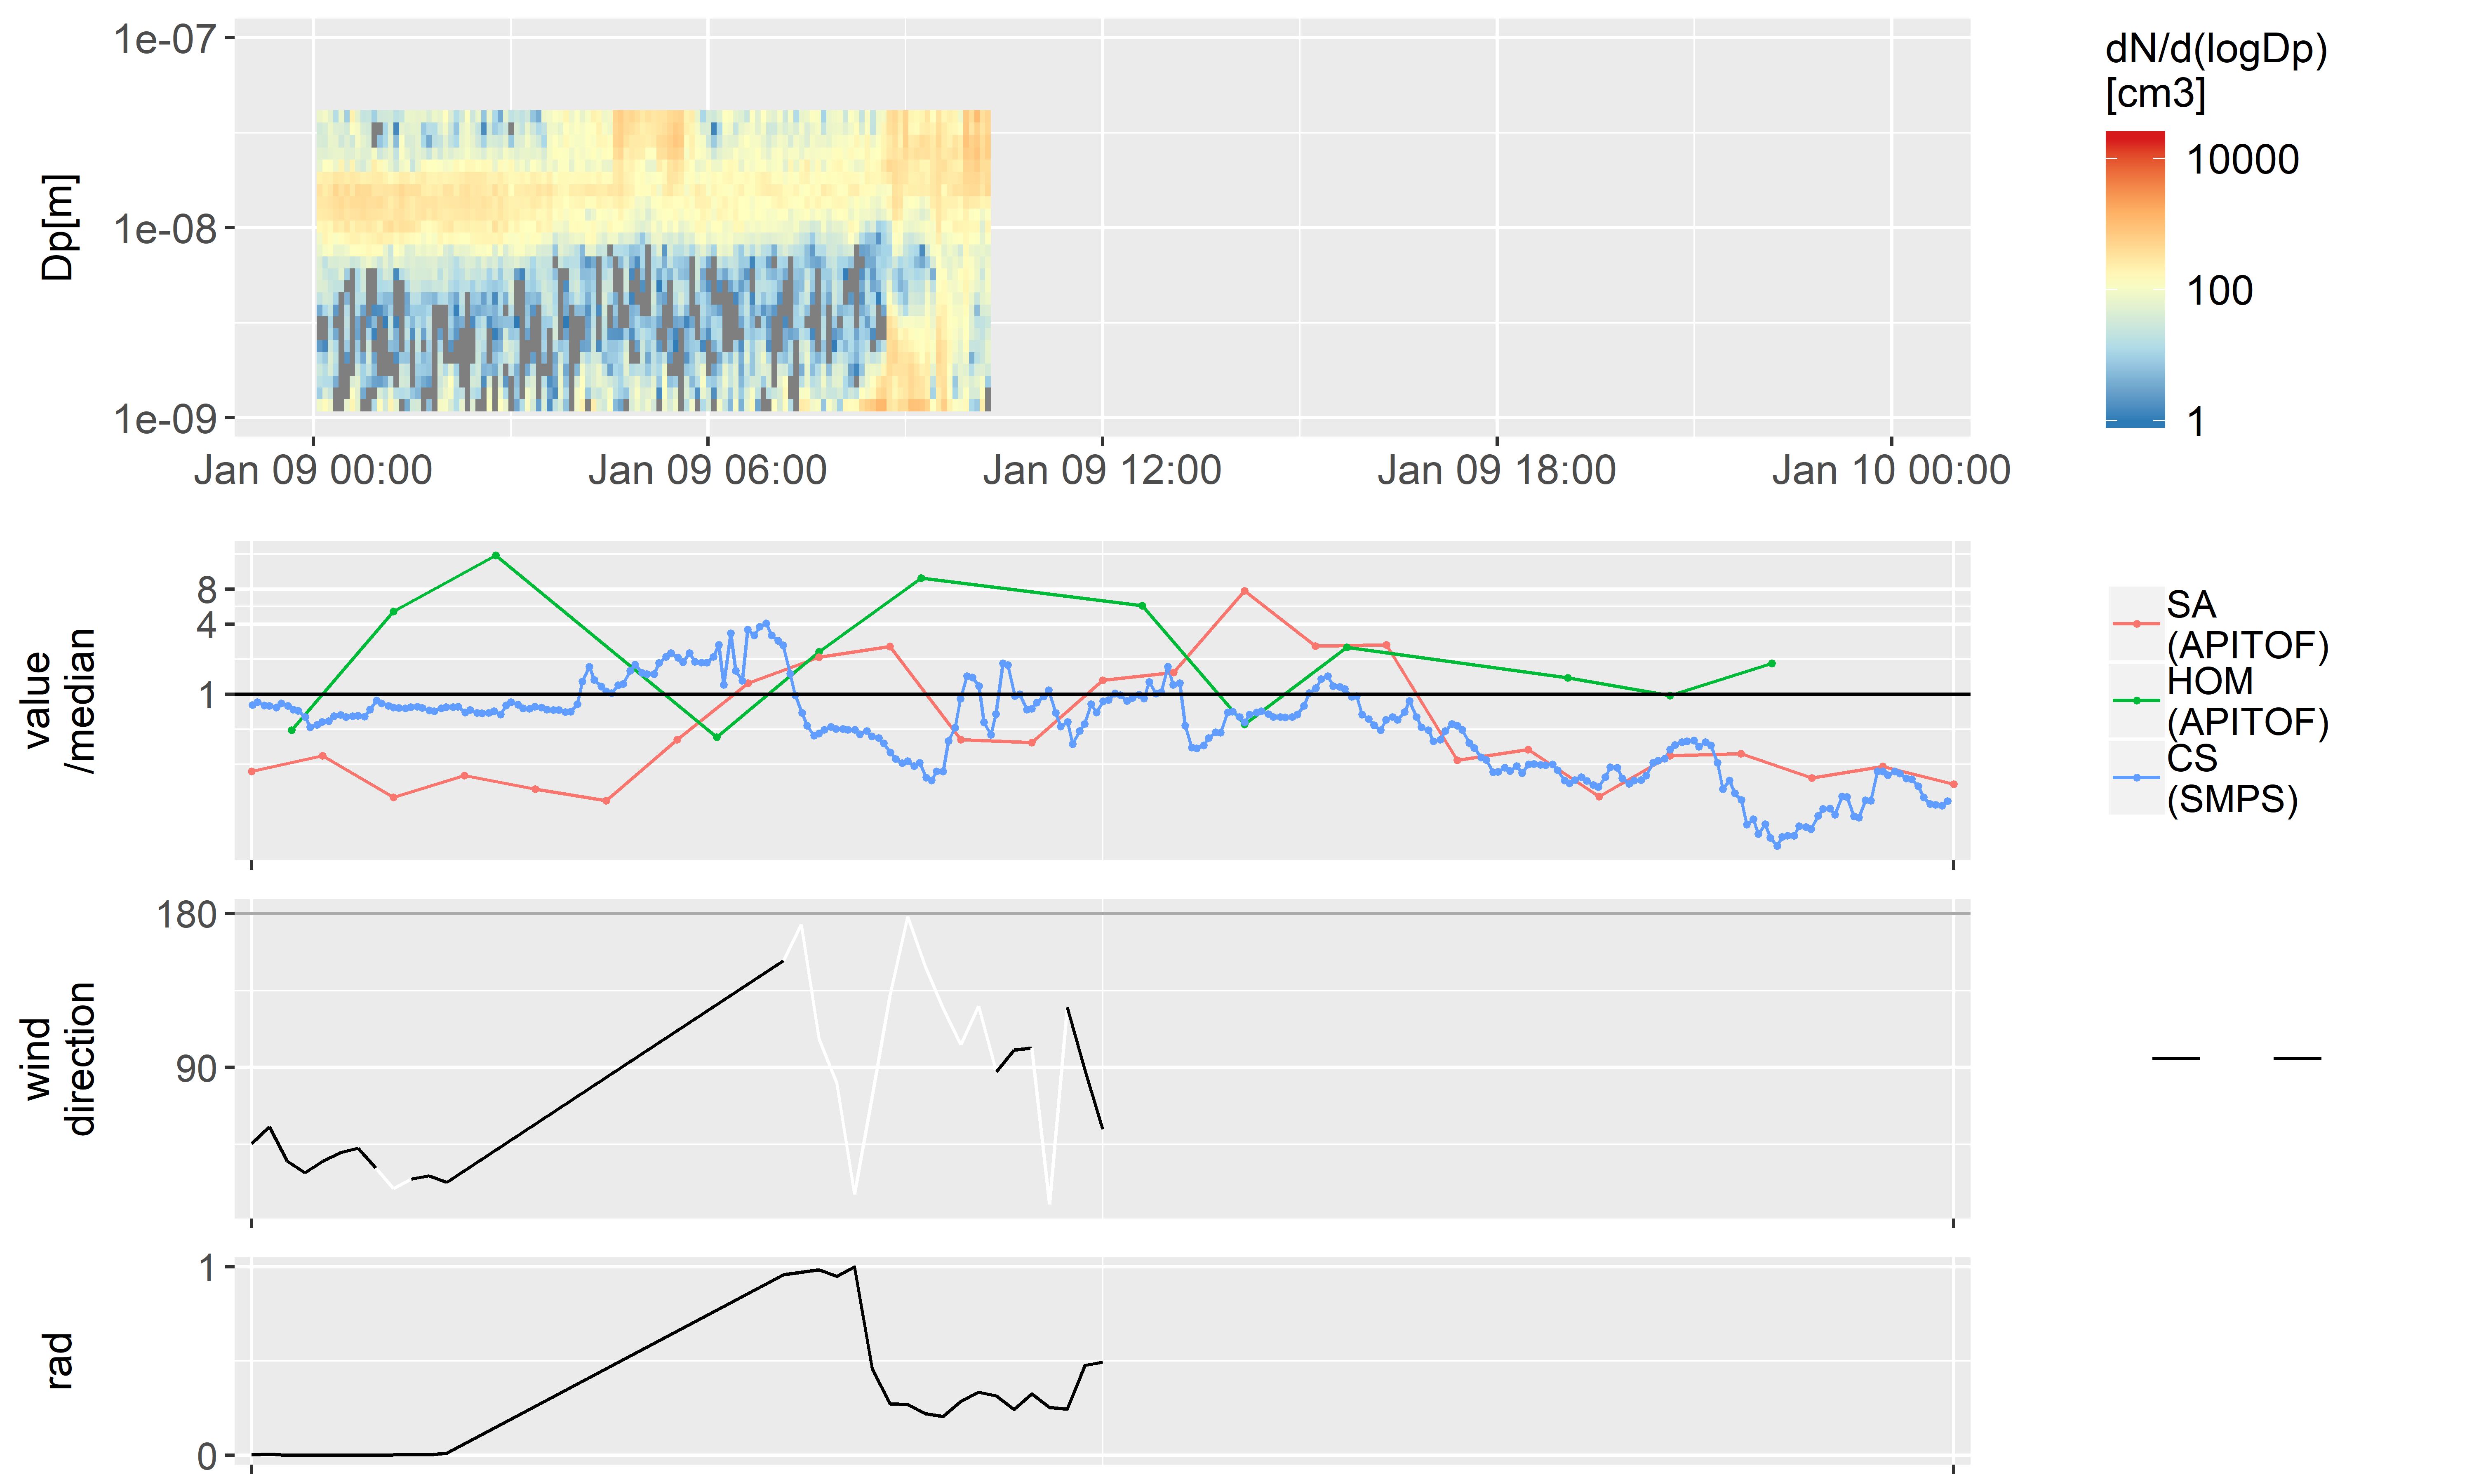 1e-07
1e-08
1e-09
Dp[m]
Jan 09 00:00
Jan 09 06:00
Jan 09 12:00
Jan 09 18:00
Jan 10 00:00
dN/d(logDp)
[cm3]
10000
100
1
8
4
1
value
/median
SA
(APITOF)
HOM
(APITOF)
CS
(SMPS)
180
90
wind
direction
1
0
rad